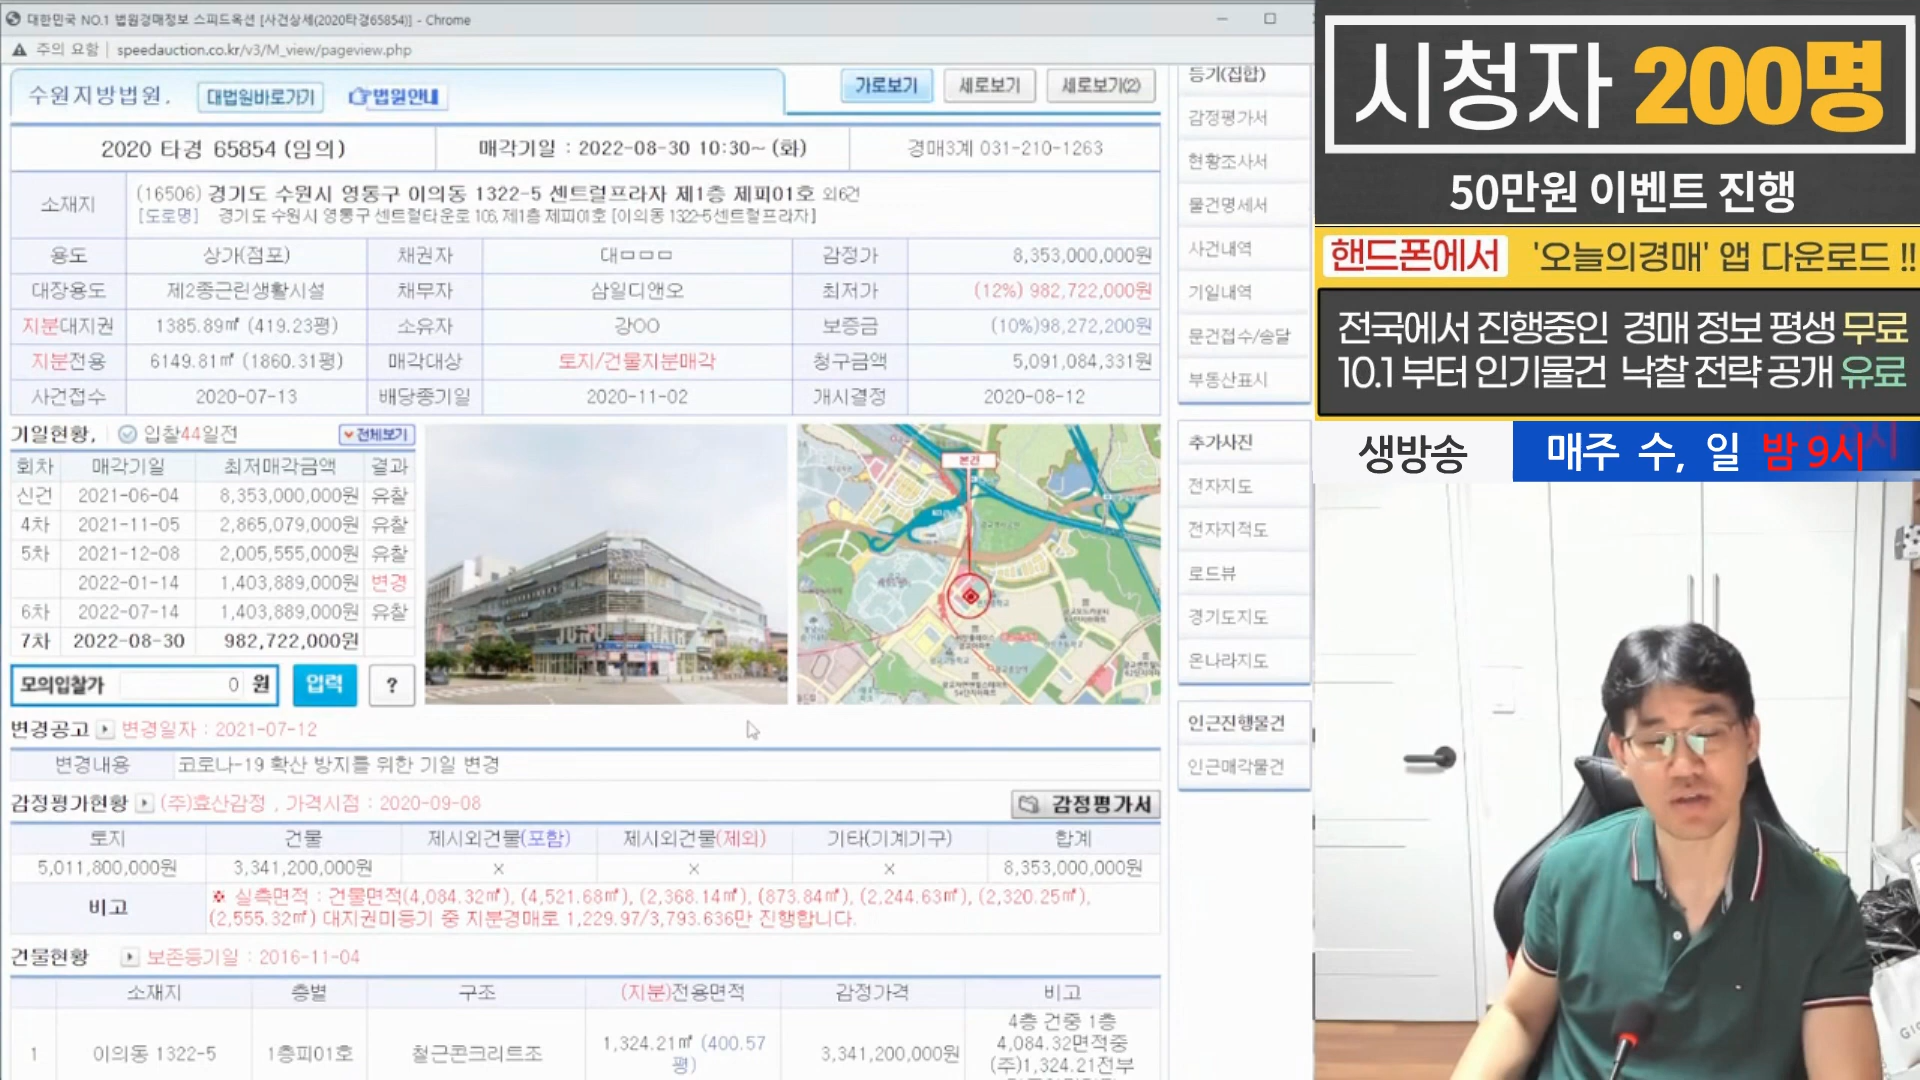 대한민국 NO.1 법원경매정보 스피드옥션 [사건상세(2020타경65854)] - Chrome
주의 요함 | speedauction.co.kr/v3/M_view/pageview.php
수원지방법원. 대법원바로가기 법원안내 가로보기 세로보기 세로보기(2)
2020 타경 65854 (임의) 매각기일 : 2022-08-30 10:30~ (화) 경매3계 031-210-1263
소재지 (16506) 경기도 수원시 영통구 이의동 1322-5 센트럴프라자 제1층 제피01호 외6건
[도로명] 경기도 수원시 영통구 센트럴타운로 106, 제1층 제피01호 [이의동 1322-5 센트럴프라자]
용도 상가(점포) 채권자 대ㅁㅁㅁ 감정가 8,353,000,000원
대장용도 제2종근린생활시설 채무자 삼일디앤오 최저가 (12%) 982,722,000원
지분대지권 1385.89㎡ (419.23평) 소유자 강OO 보증금 (10%)98,272,200원
지분전용 6149.81㎡ (1860.31평) 매각대상 토지/건물지분매각 청구금액 5,091,084,331원
사건접수 2020-07-13 배당종기일 2020-11-02 개시결정 2020-08-12
기일현황, 입찰44일전 전체보기
회차 매각기일 최저매각금액 결과
신건 2021-06-04 8,353,000,000원 유찰
4차 2021-11-05 2,865,079,000원 유찰
5차 2021-12-08 2,005,555,000원 유찰
2022-01-14 1,403,889,000원 변경
6차 2022-07-14 1,403,889,000원 유찰
7차 2022-08-30 982,722,000원
모의입찰가 0 원 입력 ?
본건
변경공고 변경일자 : 2021-07-12
변경내용 코로나-19 확산 방지를 위한 기일 변경
감정평가현황 (주)효산감정 , 가격시점 : 2020-09-08 감정평가서
토지 건물 제시외건물(포함) 제시외건물(제외) 기타(기계기구) 합계
5,011,800,000원 3,341,200,000원 × × × 8,353,000,000원
비고 ※ 실측면적 : 건물면적(4,084.32㎡), (4,521.68㎡), (2,368.14㎡), (873.84㎡), (2,244.63㎡), (2,320.25㎡),
(2,555.32㎡) 대지권미등기 중 지분경매로 1,229.97/3,793.636만 진행합니다.
건물현황 보존등기일 : 2016-11-04
소재지 층별 구조 (지분)전용면적 감정가격 비고
1 이의동 1322-5 1층피01호 철근콘크리트조 1,324.21㎡ (400.57평) 3,341,200,000원
4층 건중 1층
4,084.32면적중
(주)1,324.21전부
등기(집합)
감정평가서
현황조사서
물건명세서
사건내역
기일내역
문건접수/송달
부동산표시
추가사진
전자지도
전자지적도
로드뷰
경기도지도
온나라지도
인근진행물건
인근매각물건
시청자 200명
50만원 이벤트 진행
핸드폰에서 '오늘의경매' 앱 다운로드 !!
전국에서 진행중인 경매 정보 평생 무료
10.1 부터 인기물건 낙찰 전략 공개 유료
생방송 매주 수, 일 밤 9시